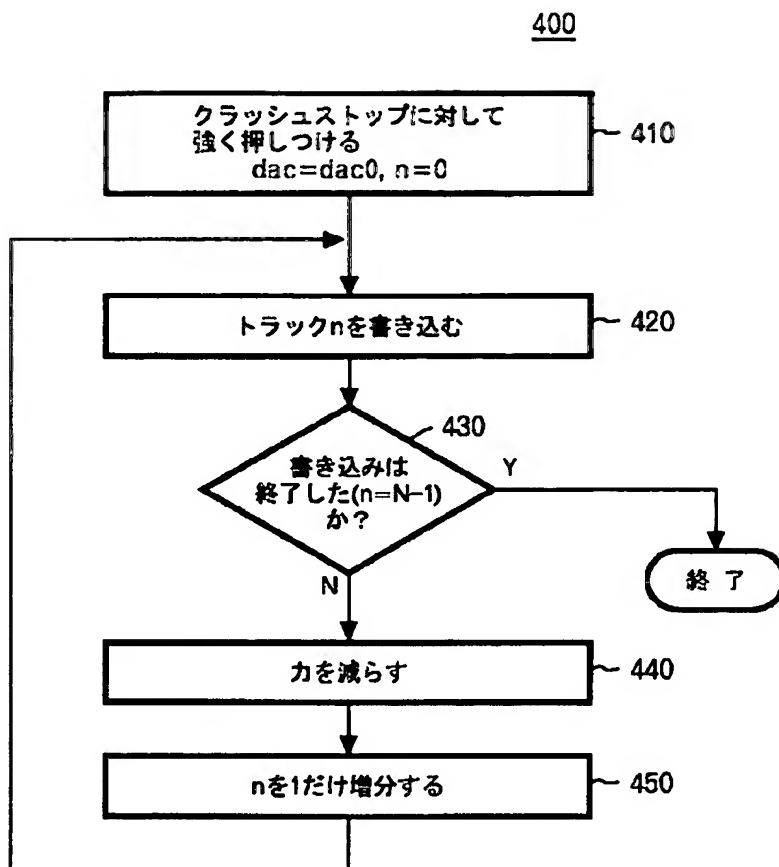 400
クラッシュストップに対して
強く押しつける
dac=dac0, n=0
410
トラックnを書き込む
420
430
書き込みは
終了した(n=N-1)
か?
Y
N
終 了
力を減らす
440
nを1だけ増分する
450